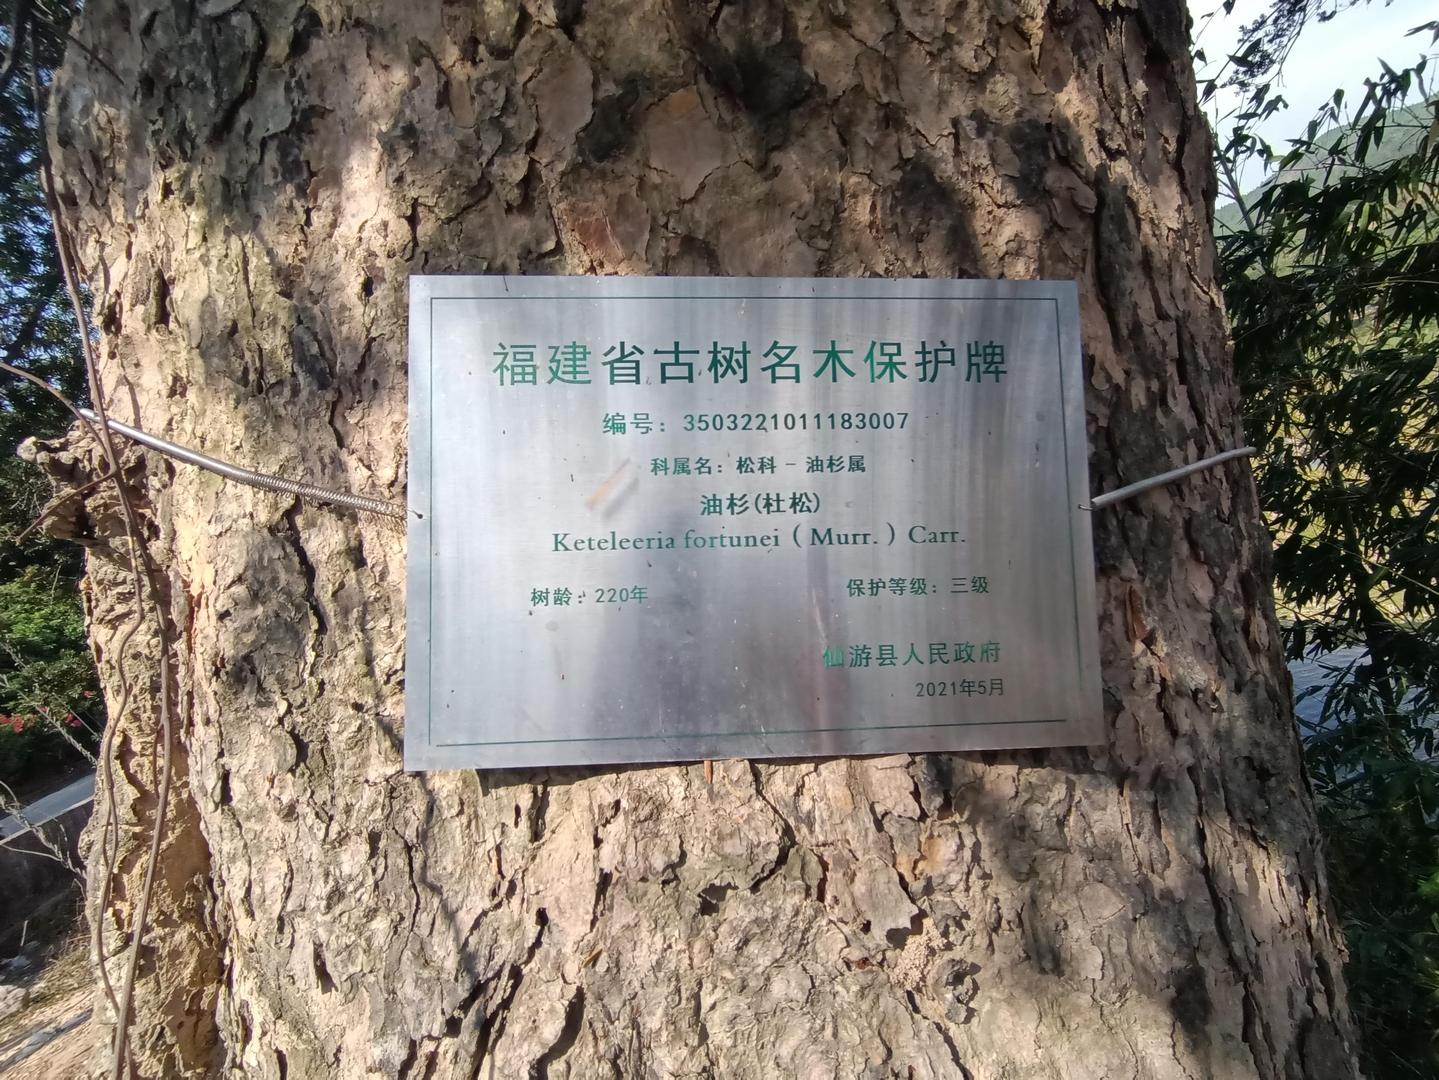 福建省古树名木保护牌
编号：3503221011183007
科属名：松科－油杉属
油杉(杜松)
Keteleeria fortunei ( Murr. ) Carr.
树龄：220年 保护等级：三级
仙游县人民政府
2021年5月